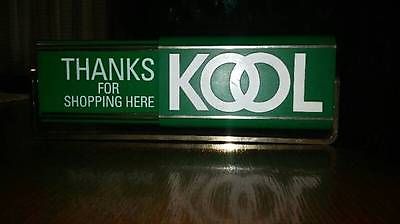 THANKS
FOR
SHOPPING HERE
KOOL